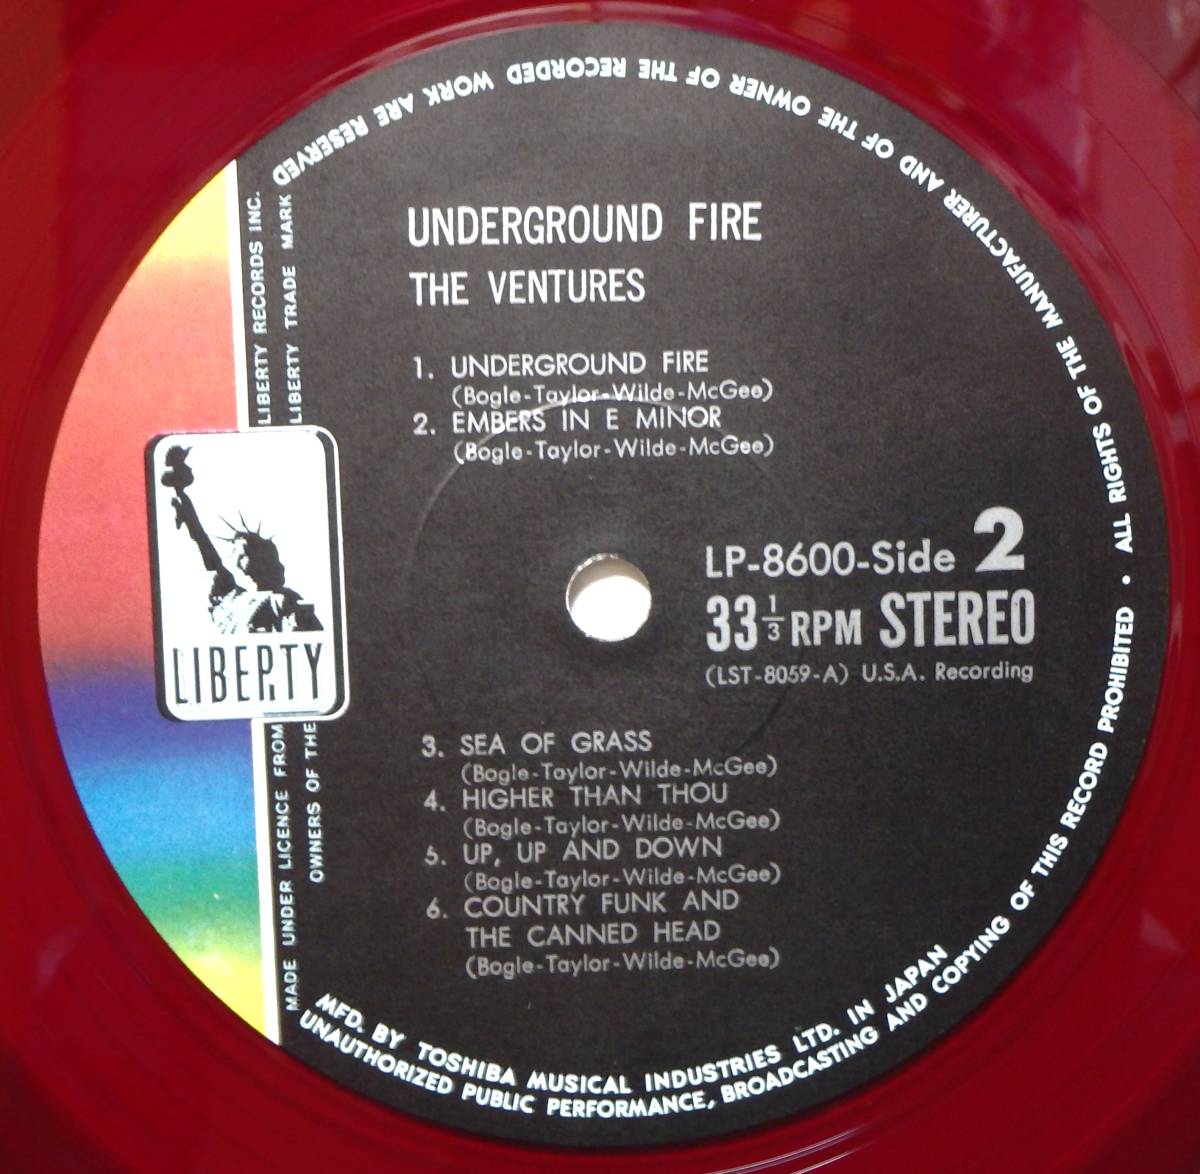 UNDERGROUND FIRE
THE VENTURES
1. UNDERGROUND FIRE
(Bogle-Taylor-Wilde-McGee)
2. EMBERS IN E MINOR
(Bogle-Taylor-Wilde-McGee)
LP-8600-Side 2
33 1/3 RPM STEREO
(LST-8059-A) U.S.A. Recording
3. SEA OF GRASS
(Bogle-Taylor-Wilde-McGee)
4. HIGHER THAN THOU
(Bogle-Taylor-Wilde-McGee)
5. UP, UP AND DOWN
(Bogle-Taylor-Wilde-McGee)
6. COUNTRY FUNK AND
THE CANNED HEAD
(Bogle-Taylor-Wilde-McGee)
LIBERTY
MADE UNDER LICENCE FROM LIBERTY RECORDS INC.
OWNERS OF THE LIBERTY TRADE MARK
MFD. BY TOSHIBA MUSICAL INDUSTRIES LTD. IN JAPAN
UNAUTHORIZED PUBLIC PERFORMANCE, BROADCASTING AND COPYING OF THIS RECORD PROHIBITED • ALL RIGHTS OF THE MANUFACTURER AND OF THE OWNER OF THE RECORDED WORK ARE RESERVED